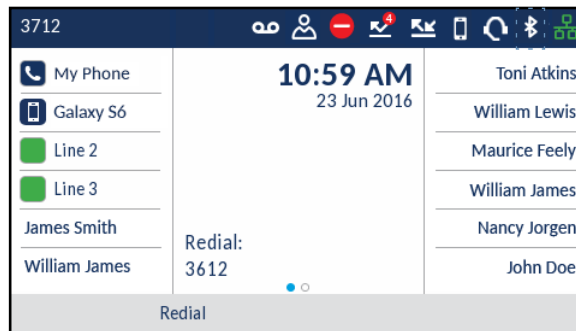 3712
4
My Phone
Galaxy S6
Line 2
Line 3
James Smith
William James
10:59 AM
23 Jun 2016
Redial:
3612
Toni Atkins
William Lewis
Maurice Feely
William James
Nancy Jorgen
John Doe
Redial